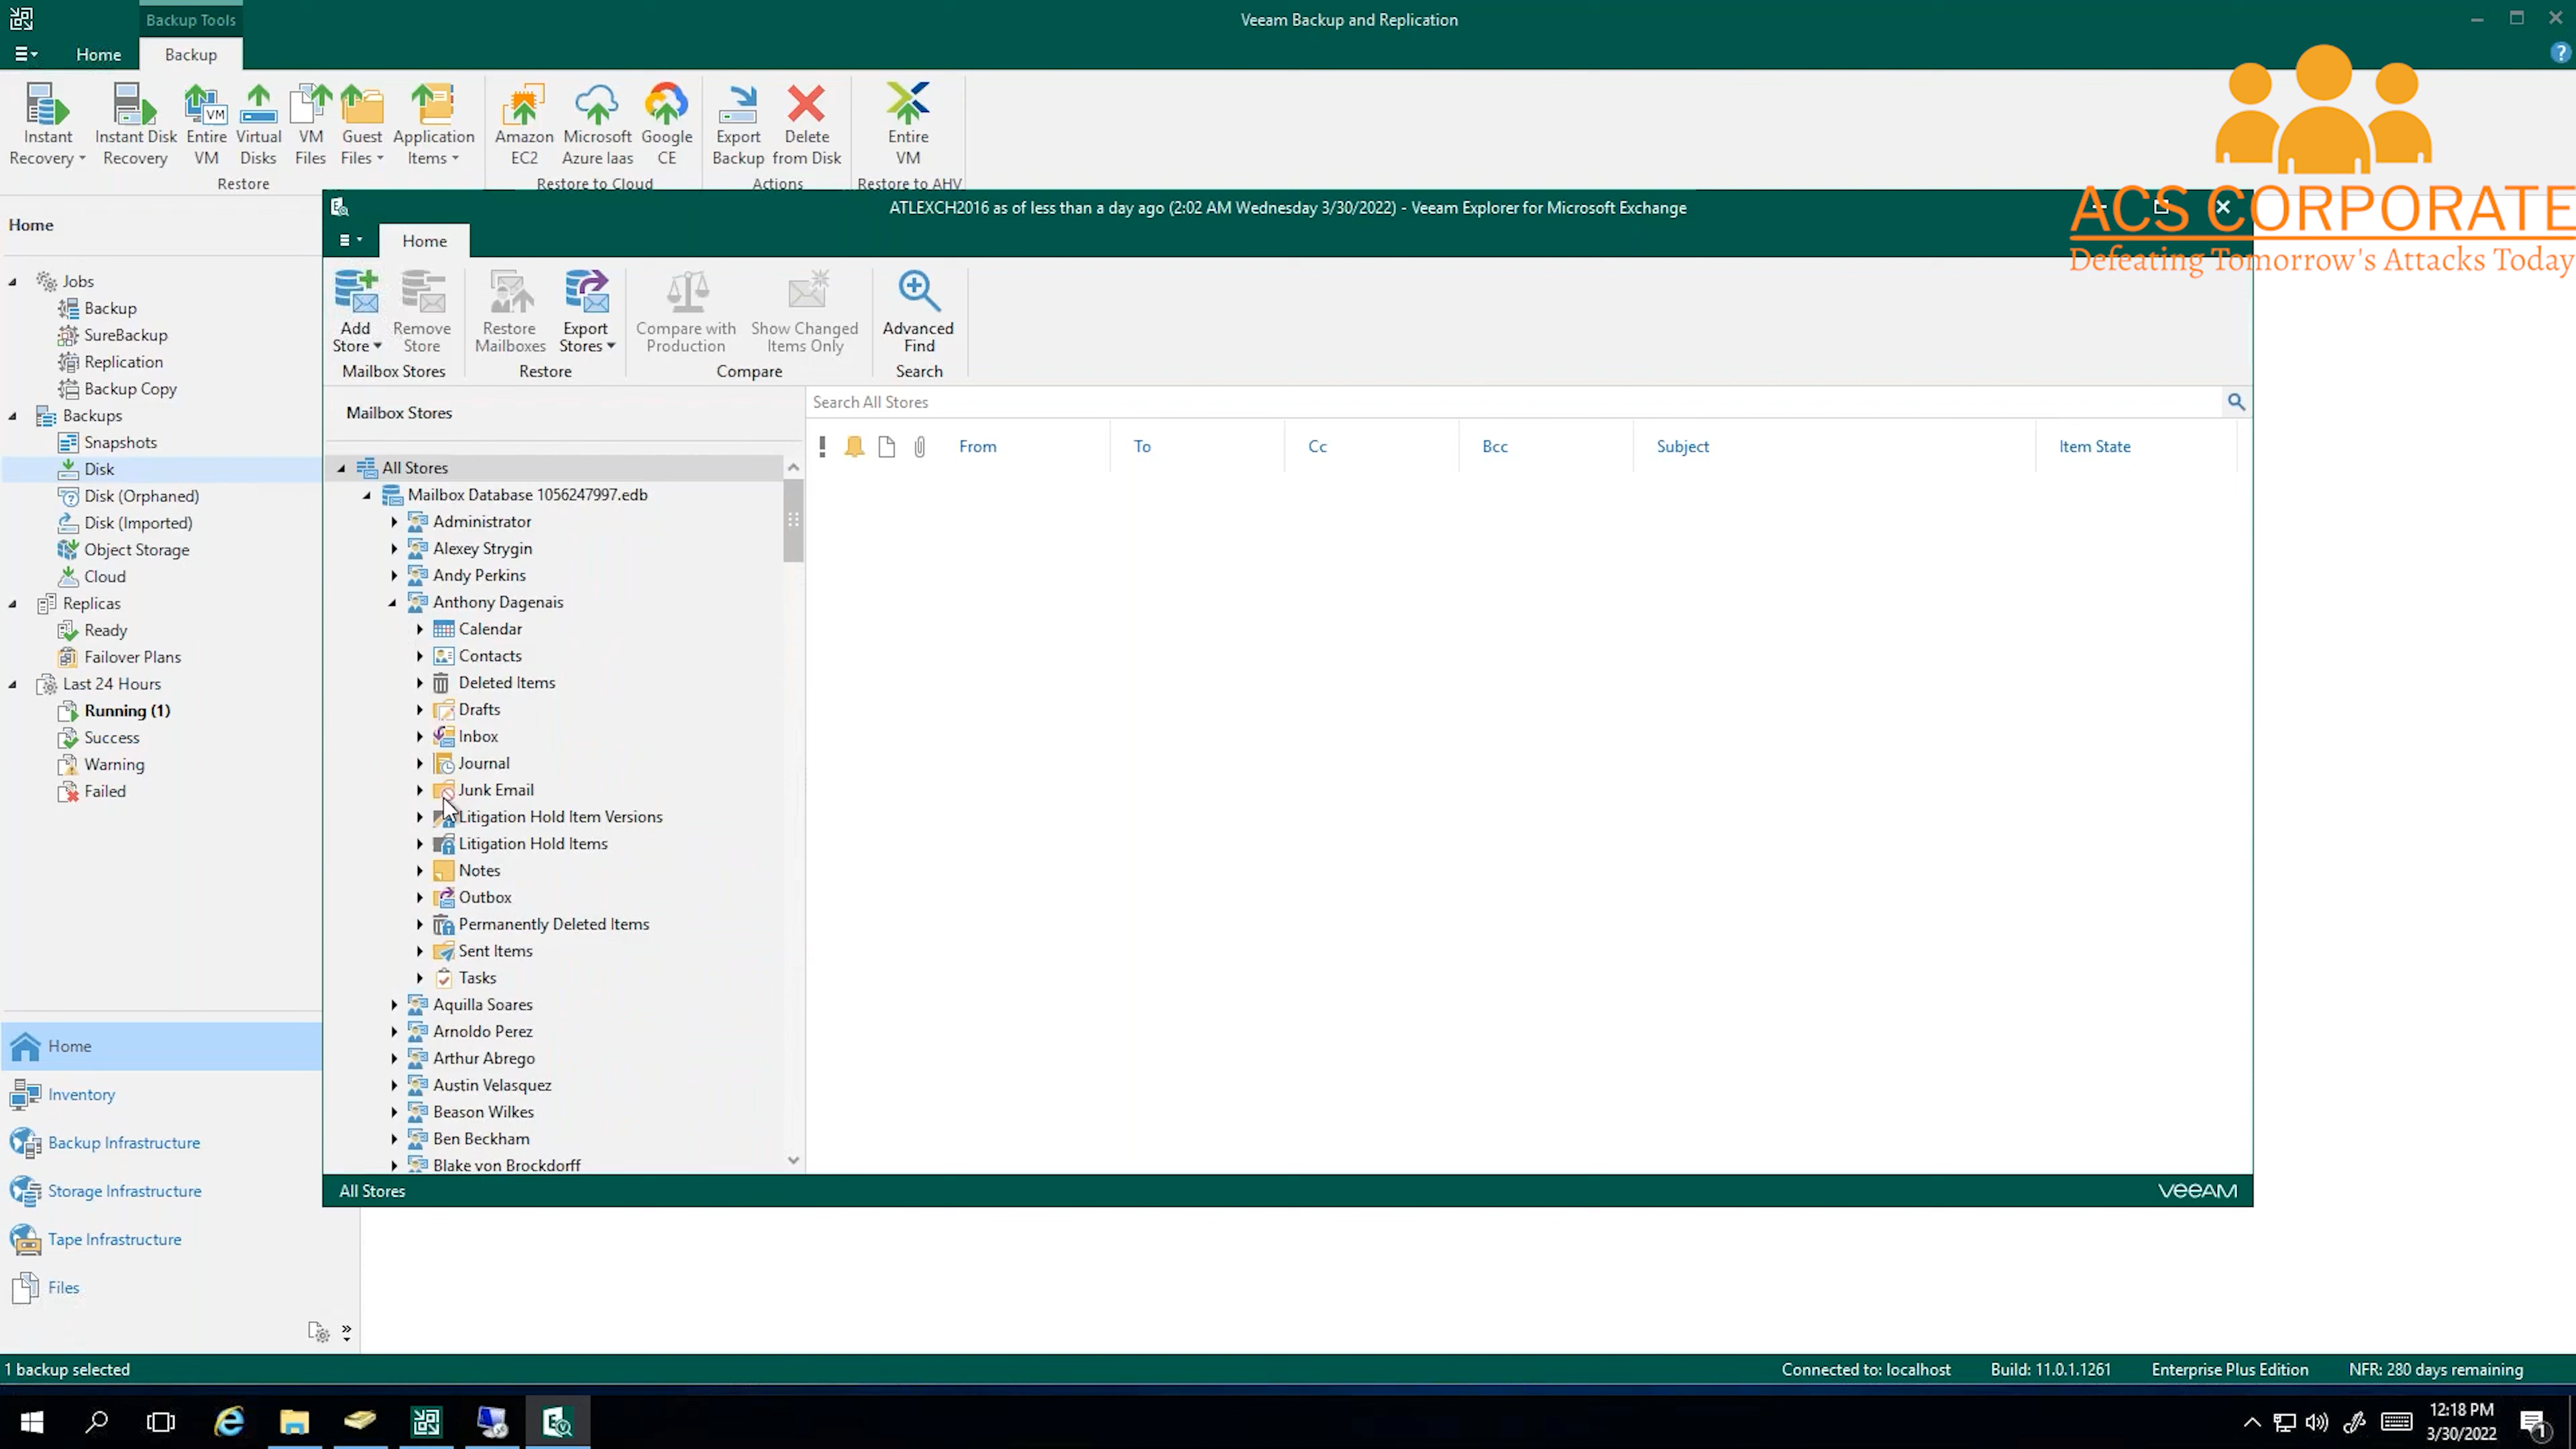 Backup Tools
Veeam Backup and Replication
Home
Backup
Instant Recovery
Instant Disk Recovery
Entire VM
Virtual Disks
VM Files
Guest Files
Application Items
Amazon EC2
Microsoft Azure Iaas
Google CE
Export Backup
Delete from Disk
Entire VM
Restore
Restore to Cloud
Actions
Restore to AHV
ACS CORPORATE
Defeating Tomorrow's Attacks Today
Home
Jobs
Backup
SureBackup
Replication
Backup Copy
Backups
Snapshots
Disk
Disk (Orphaned)
Disk (Imported)
Object Storage
Cloud
Replicas
Ready
Failover Plans
Last 24 Hours
Running (1)
Success
Warning
Failed
Home
Inventory
Backup Infrastructure
Storage Infrastructure
Tape Infrastructure
Files
ATLEXCH2016 as of less than a day ago (2:02 AM Wednesday 3/30/2022) - Veeam Explorer for Microsoft Exchange
Home
Add Store
Remove Store
Restore Mailboxes
Export Stores
Compare with Production
Show Changed Items Only
Advanced Find
Mailbox Stores
Restore
Compare
Search
Mailbox Stores
Search All Stores
From To Cc Bcc Subject Item State
All Stores
Mailbox Database 1056247997.edb
Administrator
Alexey Strygin
Andy Perkins
Anthony Dagenais
Calendar
Contacts
Deleted Items
Drafts
Inbox
Journal
Junk Email
Litigation Hold Item Versions
Litigation Hold Items
Notes
Outbox
Permanently Deleted Items
Sent Items
Tasks
Aquilla Soares
Arnoldo Perez
Arthur Abrego
Austin Velasquez
Beason Wilkes
Ben Beckham
Blake von Brockdorff
All Stores
veeAM
1 backup selected
Connected to: localhost
Build: 11.0.1.1261
Enterprise Plus Edition
NFR: 280 days remaining
12:18 PM
3/30/2022
1